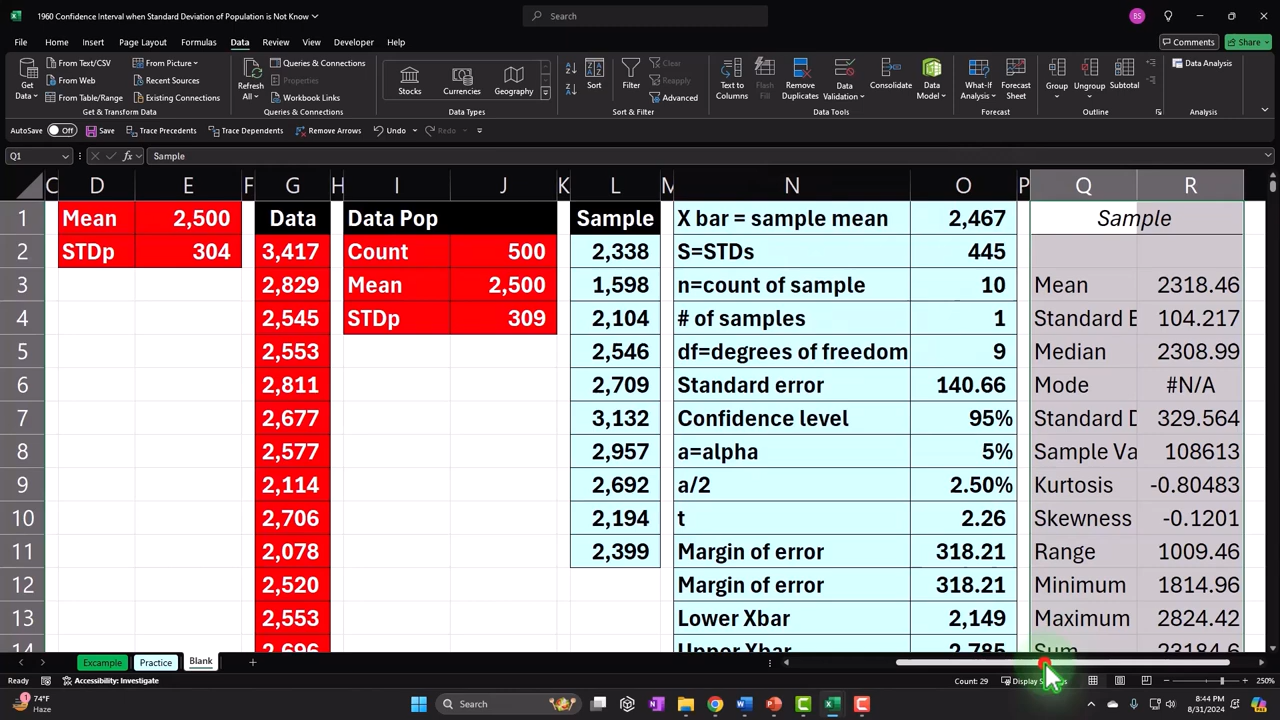 1960 Confidence Interval when Standard Deviation of Population is Not Know
Search
BS
File Home Insert Page Layout Formulas Data Review View Developer Help
Comments Share
Get Data
From Text/CSV
From Web
From Table/Range
From Picture
Recent Sources
Existing Connections
Refresh All
Queries & Connections
Properties
Workbook Links
Stocks Currencies Geography
Sort Filter
Clear
Reapply
Advanced
Text to Columns
Flash Fill
Remove Duplicates
Data Validation
Consolidate
Data Model
What-If Analysis
Forecast Sheet
Group Ungroup Subtotal
Data Analysis
Get & Transform Data Queries & Connections Data Types Sort & Filter Data Tools Forecast Outline Analysis
AutoSave Off Save Trace Precedents Trace Dependents Remove Arrows Undo Redo
Q1 fx Sample
C D E F G H I J K L M N O P Q R
1 Mean 2,500 Data Data Pop Sample X bar = sample mean 2,467 Sample
2 STDp 304 3,417 Count 500 2,338 S=STDs 445
3 2,829 Mean 2,500 1,598 n=count of sample 10 Mean 2318.46
4 2,545 STDp 309 2,104 # of samples 1 Standard E 104.217
5 2,553 2,546 df=degrees of freedom 9 Median 2308.99
6 2,811 2,709 Standard error 140.66 Mode #N/A
7 2,677 3,132 Confidence level 95% Standard D 329.564
8 2,577 2,957 a=alpha 5% Sample Va 108613
9 2,114 2,692 a/2 2.50% Kurtosis -0.80483
10 2,706 2,194 t 2.26 Skewness -0.1201
11 2,078 2,399 Margin of error 318.21 Range 1009.46
12 2,520 Margin of error 318.21 Minimum 1814.96
13 2,553 Lower Xbar 2,149 Maximum 2824.42
14 2,696 Upper Xbar 2,785 Sum 23184.6
Excample Practice Blank
Ready Accessibility: Investigate Count: 29 Display 250%
74°F
Haze
Search
8:44 PM
8/31/2024